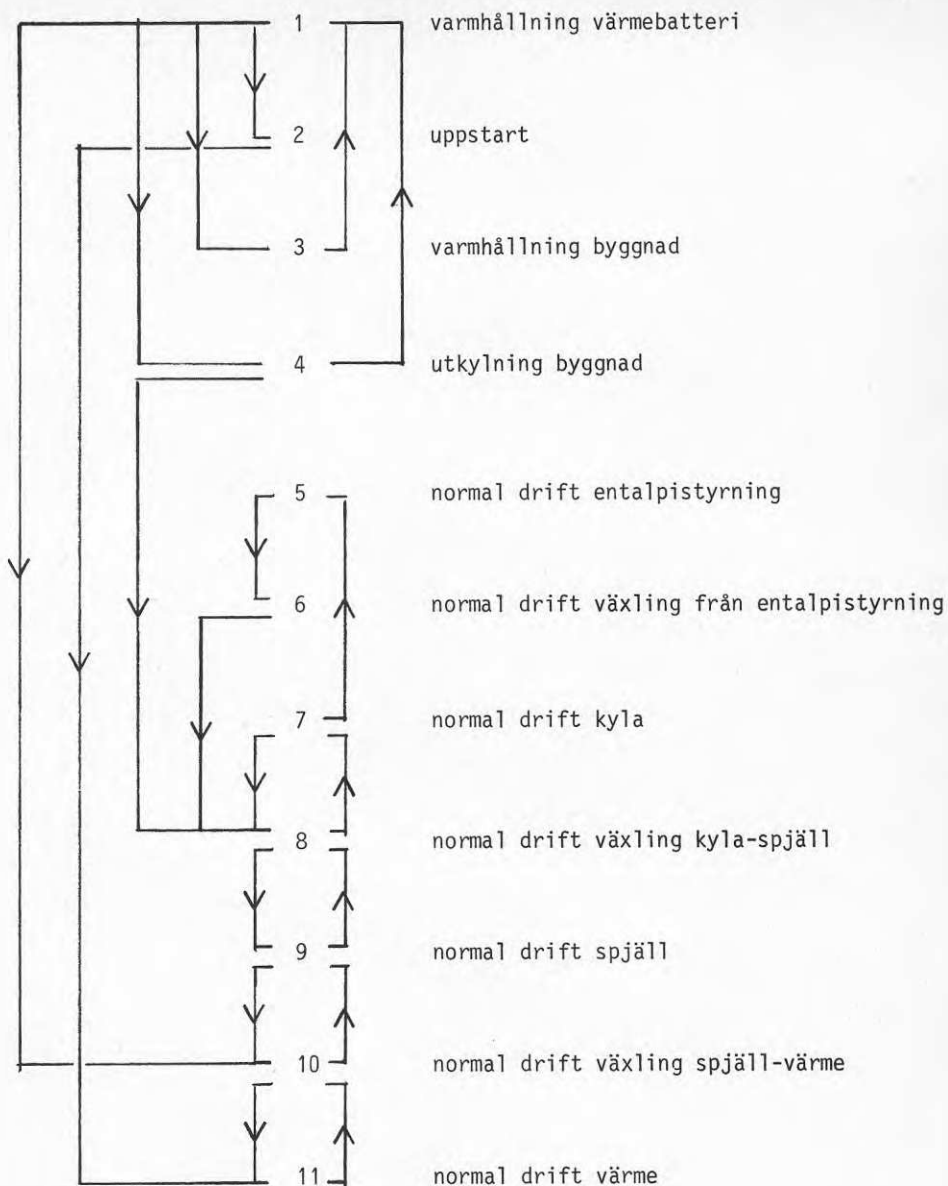 1 varmhållning värmebatteri
2 uppstart
3 varmhållning byggnad
4 utkylning byggnad
5 normal drift entalpistyrning
6 normal drift växling från entalpistyrning
7 normal drift kyla
8 normal drift växling kyla-spjäll
9 normal drift spjäll
10 normal drift växling spjäll-värme
11 normal drift värme